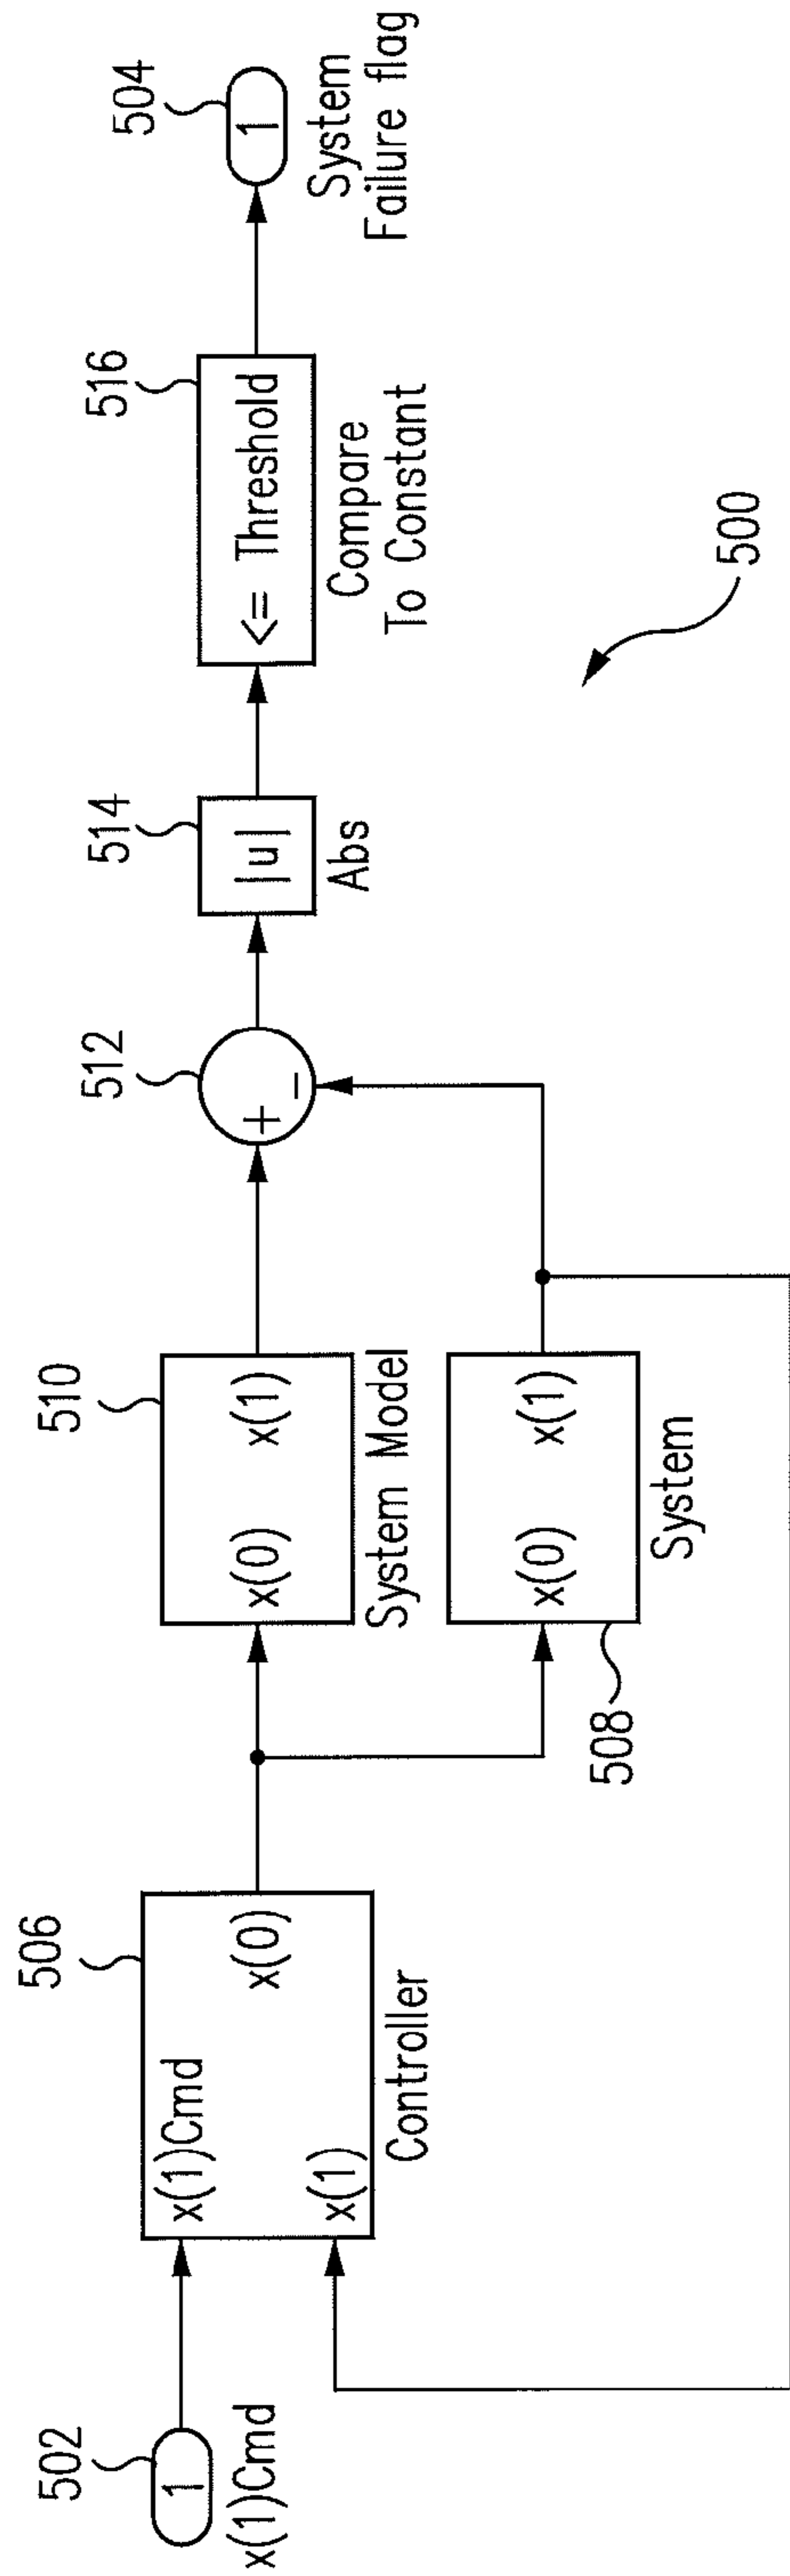 502
1
x(1)Cmd
506
x(1)Cmd
x(0)
x(1)
Controller
510
x(0)
x(1)
System Model
508
x(0)
x(1)
System
512
+
−
514
|u|
Abs
516
<= Threshold
Compare
To Constant
504
1
System
Failure flag
500